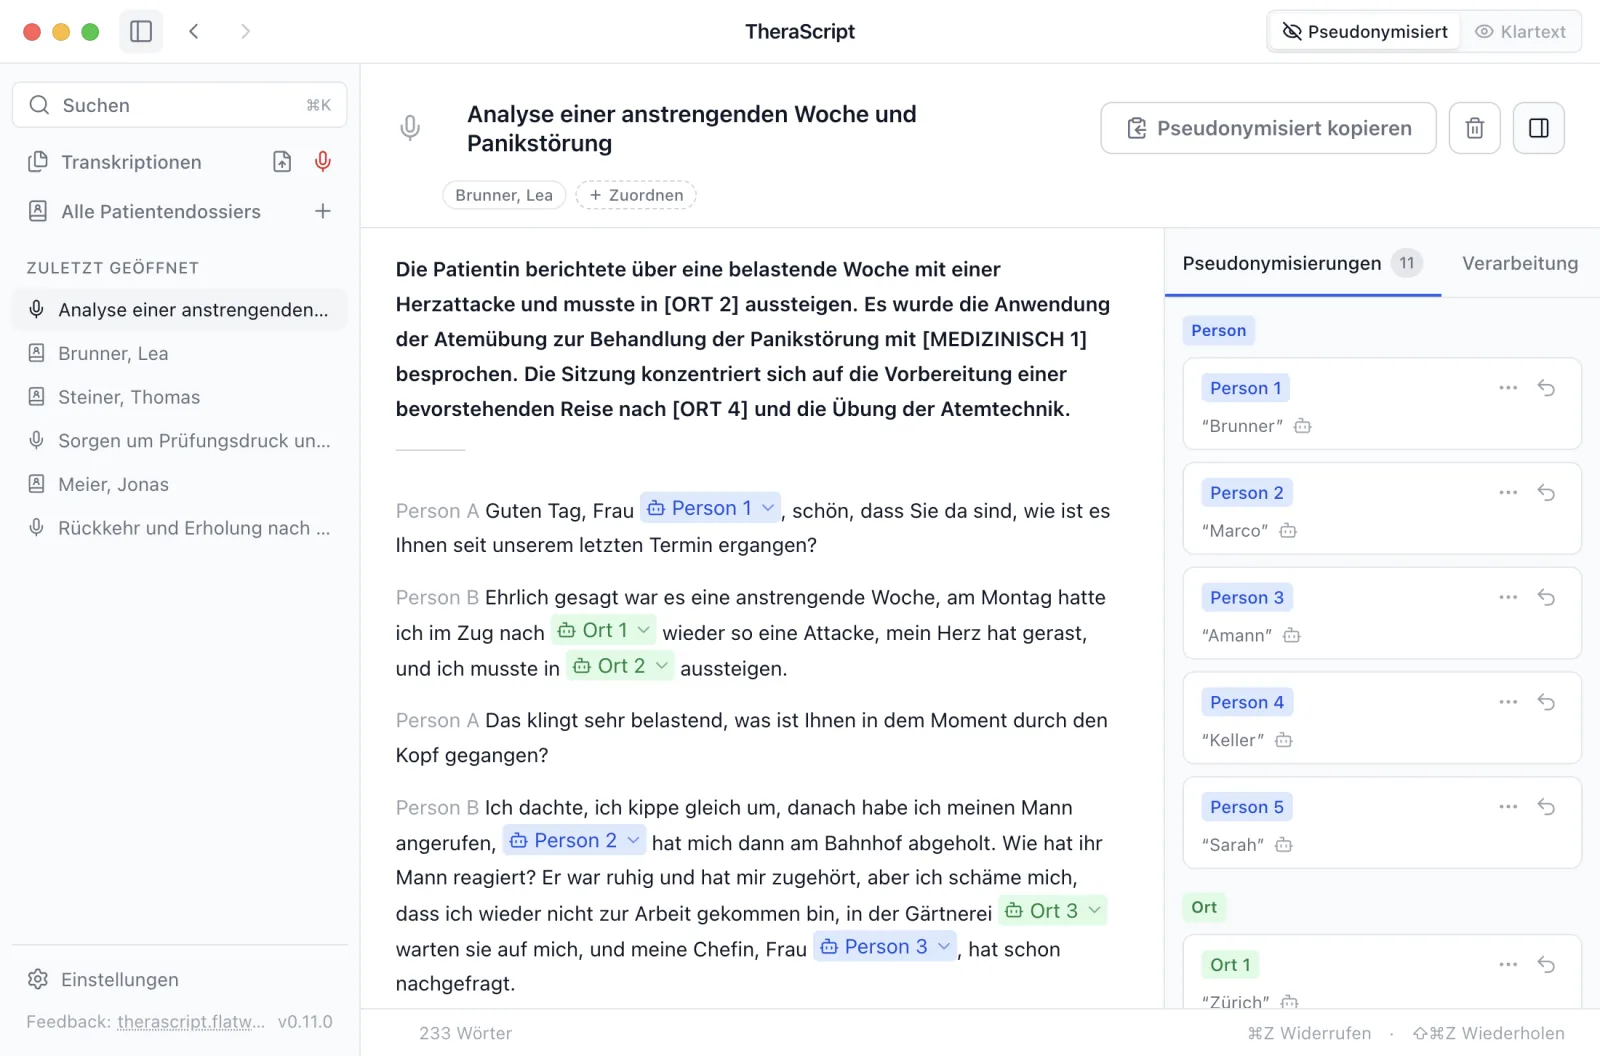 TheraScript
Pseudonymisiert
Klartext
Suchen ⌘K
Transkriptionen
Alle Patientendossiers
ZULETZT GEÖFFNET
Analyse einer anstrengenden...
Brunner, Lea
Steiner, Thomas
Sorgen um Prüfungsdruck un...
Meier, Jonas
Rückkehr und Erholung nach ...
Einstellungen
Feedback: therascript.flatw... v0.11.0
Analyse einer anstrengenden Woche und
Panikstörung
Pseudonymisiert kopieren
Brunner, Lea
+ Zuordnen
Die Patientin berichtete über eine belastende Woche mit einer
Herzattacke und musste in [ORT 2] aussteigen. Es wurde die Anwendung
der Atemübung zur Behandlung der Panikstörung mit [MEDIZINISCH 1]
besprochen. Die Sitzung konzentriert sich auf die Vorbereitung einer
bevorstehenden Reise nach [ORT 4] und die Übung der Atemtechnik.
Person A Guten Tag, Frau Person 1, schön, dass Sie da sind, wie ist es
Ihnen seit unserem letzten Termin ergangen?
Person B Ehrlich gesagt war es eine anstrengende Woche, am Montag hatte
ich im Zug nach Ort 1 wieder so eine Attacke, mein Herz hat gerast,
und ich musste in Ort 2 aussteigen.
Person A Das klingt sehr belastend, was ist Ihnen in dem Moment durch den
Kopf gegangen?
Person B Ich dachte, ich kippe gleich um, danach habe ich meinen Mann
angerufen, Person 2 hat mich dann am Bahnhof abgeholt. Wie hat ihr
Mann reagiert? Er war ruhig und hat mir zugehört, aber ich schäme mich,
dass ich wieder nicht zur Arbeit gekommen bin, in der Gärtnerei Ort 3
warten sie auf mich, und meine Chefin, Frau Person 3, hat schon
nachgefragt.
Pseudonymisierungen 11
Verarbeitung
Person
Person 1
“Brunner”
Person 2
“Marco”
Person 3
“Amann”
Person 4
“Keller”
Person 5
“Sarah”
Ort
Ort 1
“Zürich”
233 Wörter
⌘Z Widerrufen · ⇧⌘Z Wiederholen